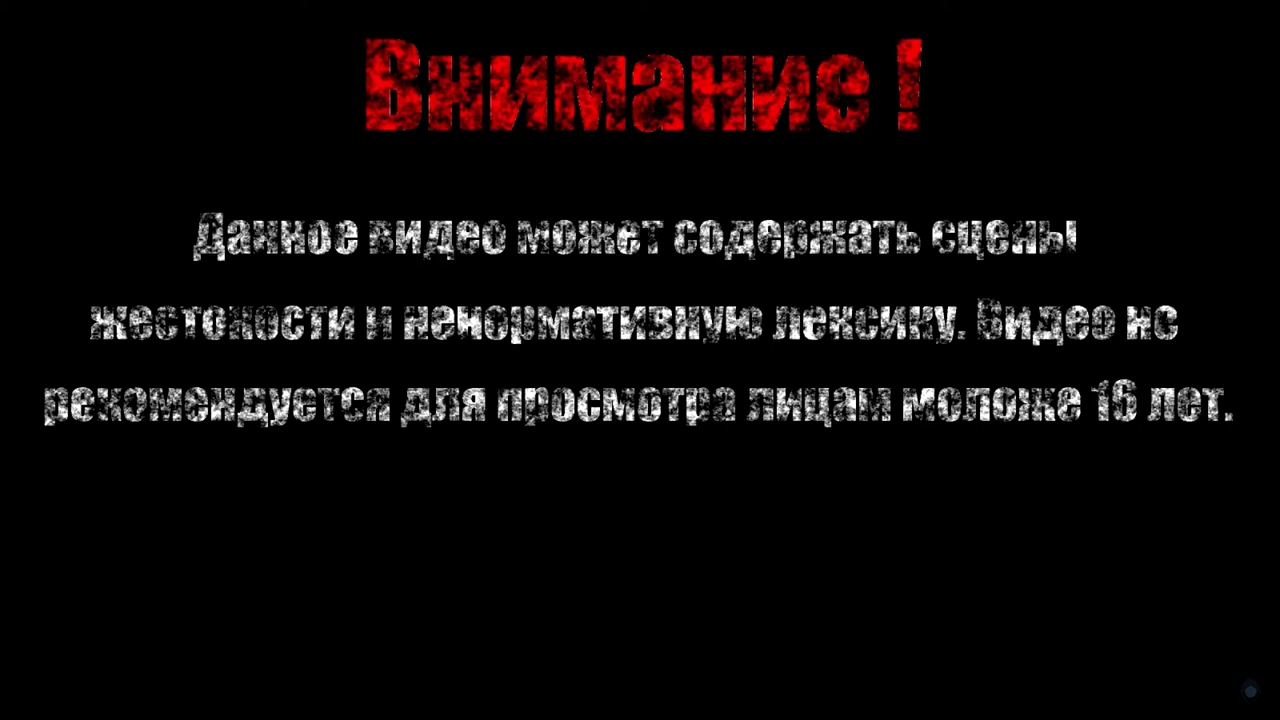 Внимание !
Данное видео может содержать сцены
жестокости и ненормативную лексику. Видео не
рекомендуется для просмотра лицам моложе 16 лет.